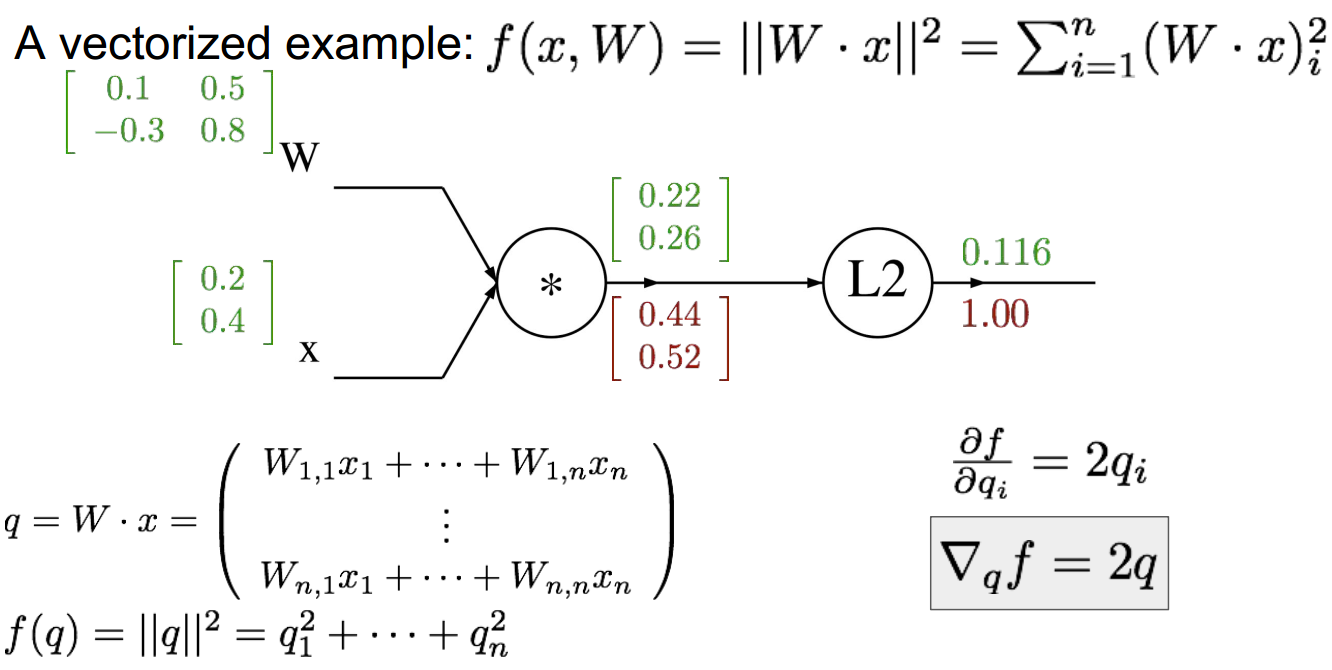 A vectorized example: f(x, W) = ||W · x||² = ∑ⁿᵢ₌₁(W · x)ᵢ²
[ 0.1 0.5
−0.3 0.8 ]
W
[ 0.2
0.4 ]
x
*
[ 0.22
0.26 ]
[ 0.44
0.52 ]
L2
0.116
1.00
q = W · x = ( W₁,₁x₁ + ⋯ + W₁,ₙxₙ
⋮
Wₙ,₁x₁ + ⋯ + Wₙ,ₙxₙ )
f(q) = ||q||² = q₁² + ⋯ + qₙ²
∂f/∂qᵢ = 2qᵢ
∇_q f = 2q